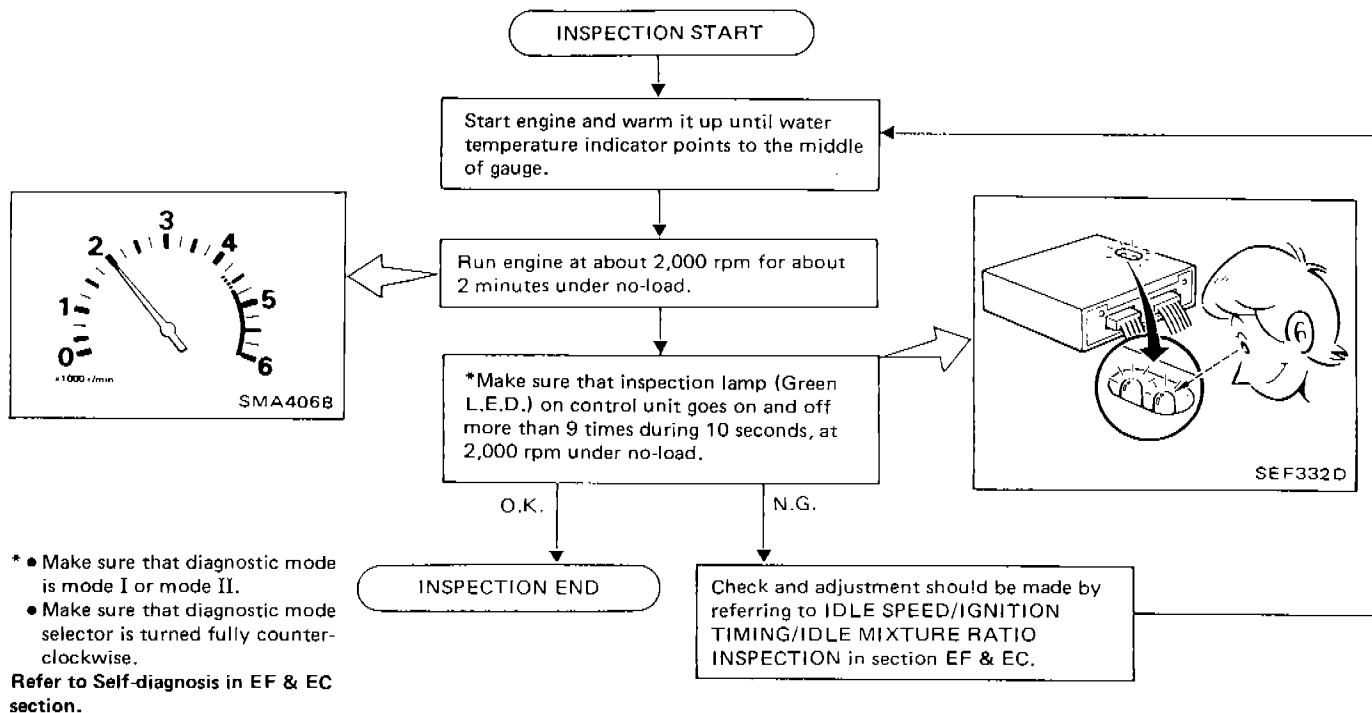 INSPECTION START
Start engine and warm it up until water
temperature indicator points to the middle
of gauge.
0
1
2
3
4
5
6
x1000 r/min
SMA406B
Run engine at about 2,000 rpm for about
2 minutes under no-load.
*Make sure that inspection lamp (Green
L.E.D.) on control unit goes on and off
more than 9 times during 10 seconds, at
2,000 rpm under no-load.
SEF332D
O.K.
N.G.
* ● Make sure that diagnostic mode
is mode I or mode II.
● Make sure that diagnostic mode
selector is turned fully counter-
clockwise.
Refer to Self-diagnosis in EF & EC
section.
INSPECTION END
Check and adjustment should be made by
referring to IDLE SPEED/IGNITION
TIMING/IDLE MIXTURE RATIO
INSPECTION in section EF & EC.